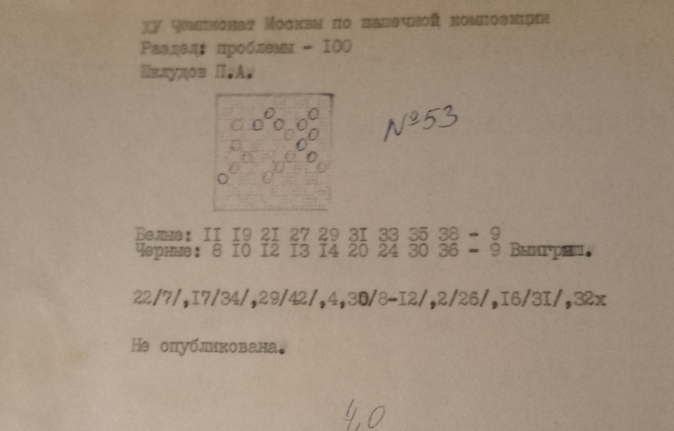 ХУ Чемпионат Москвы по шашечной композиции
Раздел: проблемы - 100
Шклудов П.А.
№53
Белые: 11 19 21 27 29 31 33 35 38 - 9
Черные: 8 10 12 13 14 20 24 30 36 - 9 Выигрыш.
22/7/,17/34/,29/42/,4,30/8-12/,2/26/,16/31/,32х
Не опубликована.
4,0